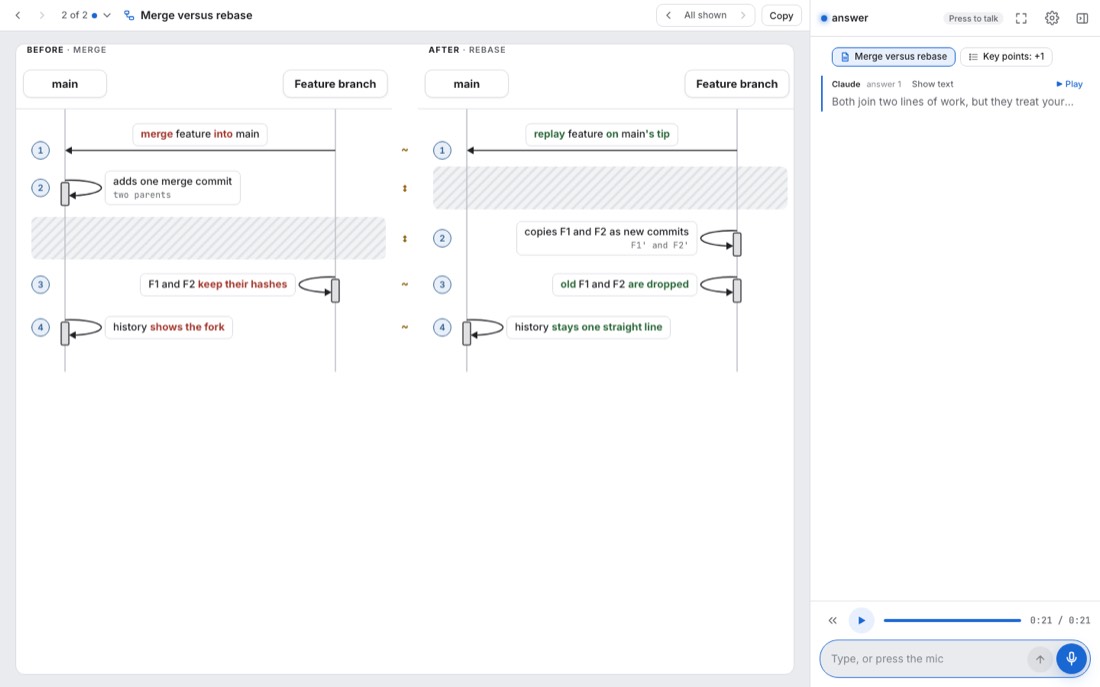 2 of 2
Merge versus rebase
All shown
Copy
BEFORE · MERGE
main
Feature branch
1
merge feature into main
2
adds one merge commit
two parents
3
F1 and F2 keep their hashes
4
history shows the fork
~
~
~
AFTER · REBASE
main
Feature branch
1
replay feature on main's tip
2
copies F1 and F2 as new commits
F1' and F2'
3
old F1 and F2 are dropped
4
history stays one straight line
answer
Press to talk
Merge versus rebase
Key points: +1
Claude answer 1 Show text
Play
Both join two lines of work, but they treat your...
0:21 / 0:21
Type, or press the mic